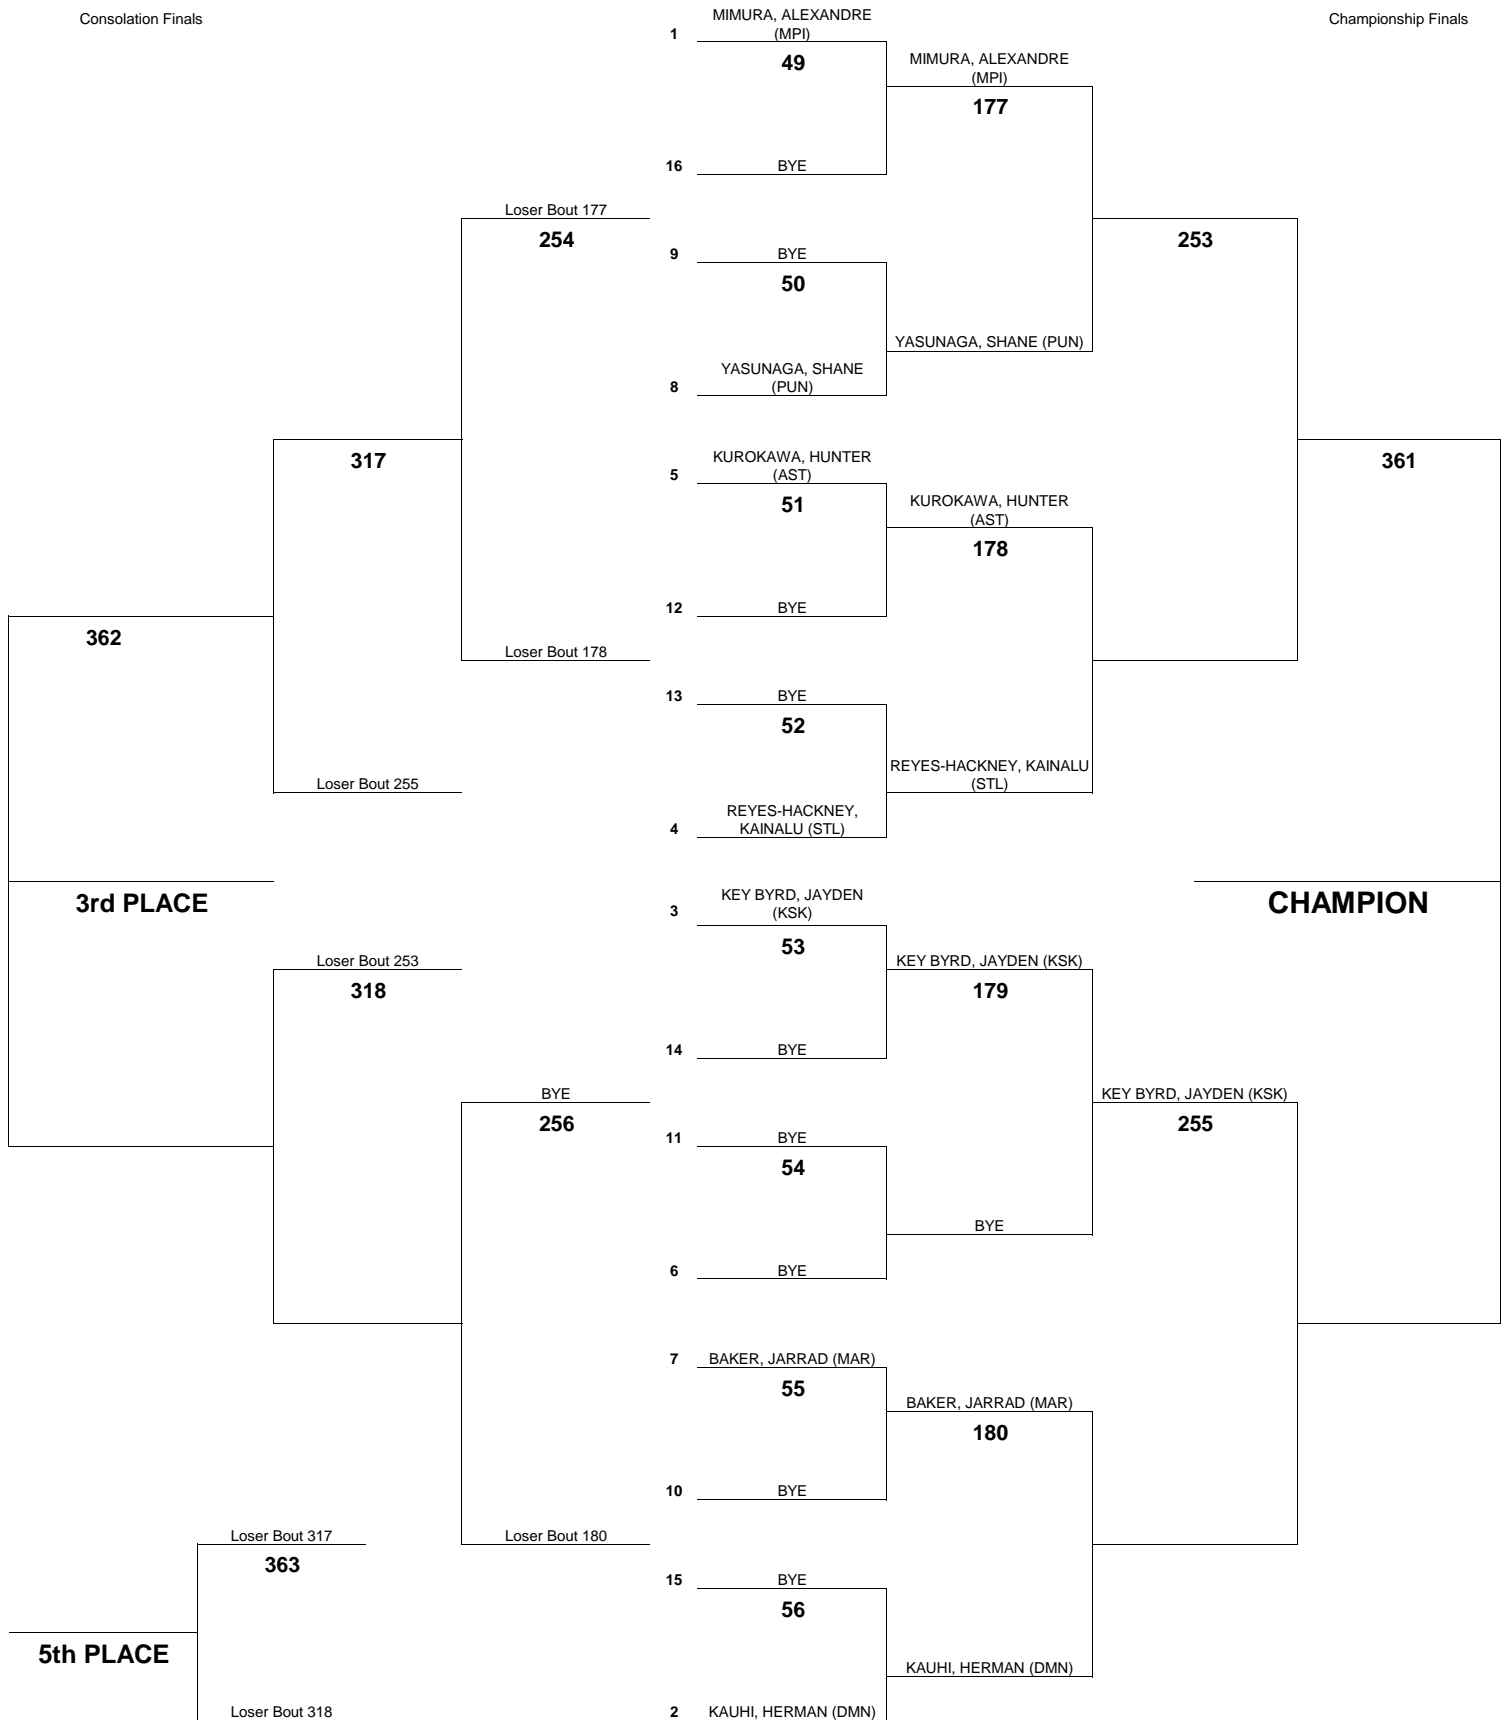 Consolation Finals
Championship Finals
MIMURA, ALEXANDRE
(MPI)
1
49
MIMURA, ALEXANDRE
(MPI)
177
16
BYE
Loser Bout 177
254
253
9
BYE
50
YASUNAGA, SHANE (PUN)
YASUNAGA, SHANE
(PUN)
8
317
361
KUROKAWA, HUNTER
(AST)
5
51
KUROKAWA, HUNTER
(AST)
178
12
BYE
362
Loser Bout 178
13
BYE
52
REYES-HACKNEY, KAINALU
(STL)
Loser Bout 255
REYES-HACKNEY,
KAINALU (STL)
4
3rd PLACE
CHAMPION
KEY BYRD, JAYDEN
(KSK)
3
53
Loser Bout 253
318
KEY BYRD, JAYDEN (KSK)
179
14
BYE
BYE
256
KEY BYRD, JAYDEN (KSK)
255
11
BYE
54
BYE
6
BYE
7
BAKER, JARRAD (MAR)
55
BAKER, JARRAD (MAR)
180
10
BYE
Loser Bout 317
363
Loser Bout 180
15
BYE
56
5th PLACE
KAUHI, HERMAN (DMN)
Loser Bout 318
2
KAUHI, HERMAN (DMN)